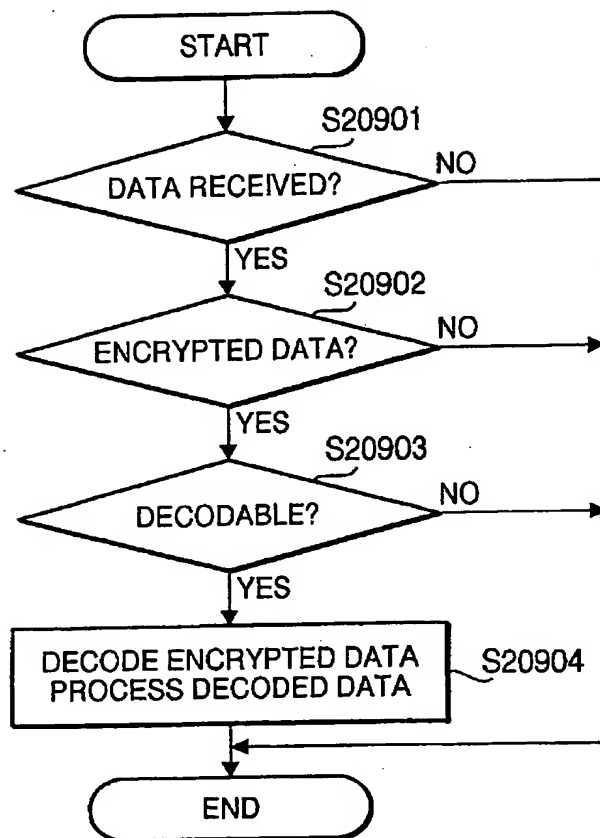 START
S20901
DATA RECEIVED?
NO
YES
S20902
ENCRYPTED DATA?
NO
YES
S20903
DECODABLE?
NO
YES
DECODE ENCRYPTED DATA
PROCESS DECODED DATA
S20904
END